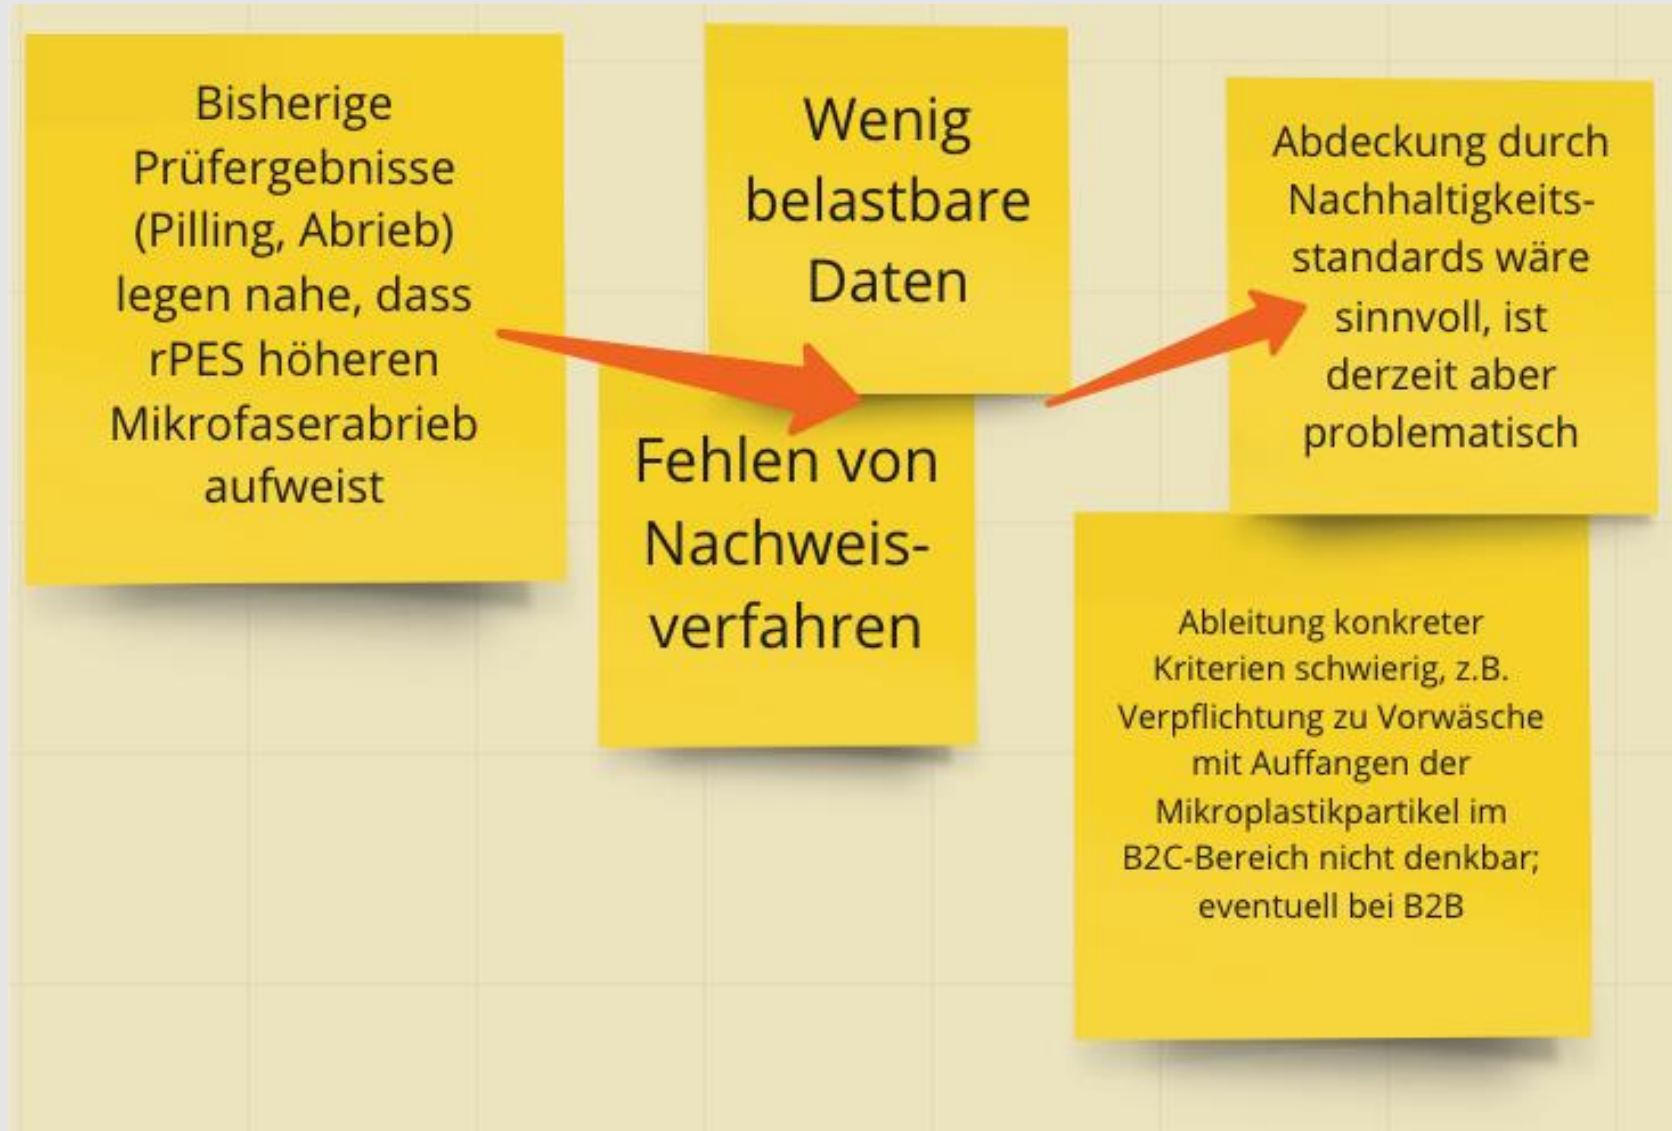 Bisherige
Prüfergebnisse
(Pilling, Abrieb)
legen nahe, dass
rPES höheren
Mikrofaserabrieb
aufweist
Wenig
belastbare
Daten
Fehlen von
Nachweis-
verfahren
Abdeckung durch
Nachhaltigkeits-
standards wäre
sinnvoll, ist
derzeit aber
problematisch
Ableitung konkreter
Kriterien schwierig, z.B.
Verpflichtung zu Vorwäsche
mit Auffangen der
Mikroplastikpartikel im
B2C-Bereich nicht denkbar;
eventuell bei B2B